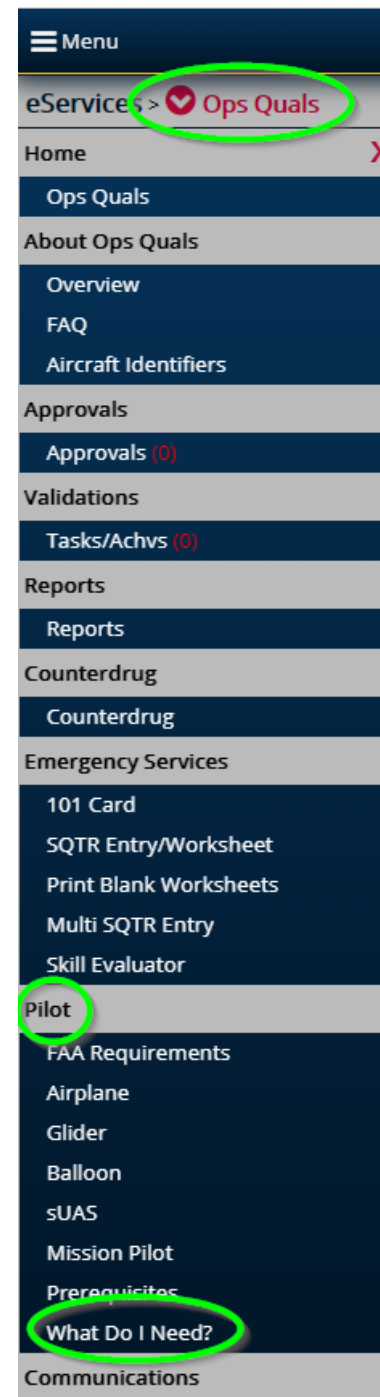 Menu
eServices > Ops Quals
Home X
Ops Quals
About Ops Quals
Overview
FAQ
Aircraft Identifiers
Approvals
Approvals (0)
Validations
Tasks/Achvs (0)
Reports
Reports
Counterdrug
Counterdrug
Emergency Services
101 Card
SQTR Entry/Worksheet
Print Blank Worksheets
Multi SQTR Entry
Skill Evaluator
Pilot
FAA Requirements
Airplane
Glider
Balloon
sUAS
Mission Pilot
Prerequisites
What Do I Need?
Communications